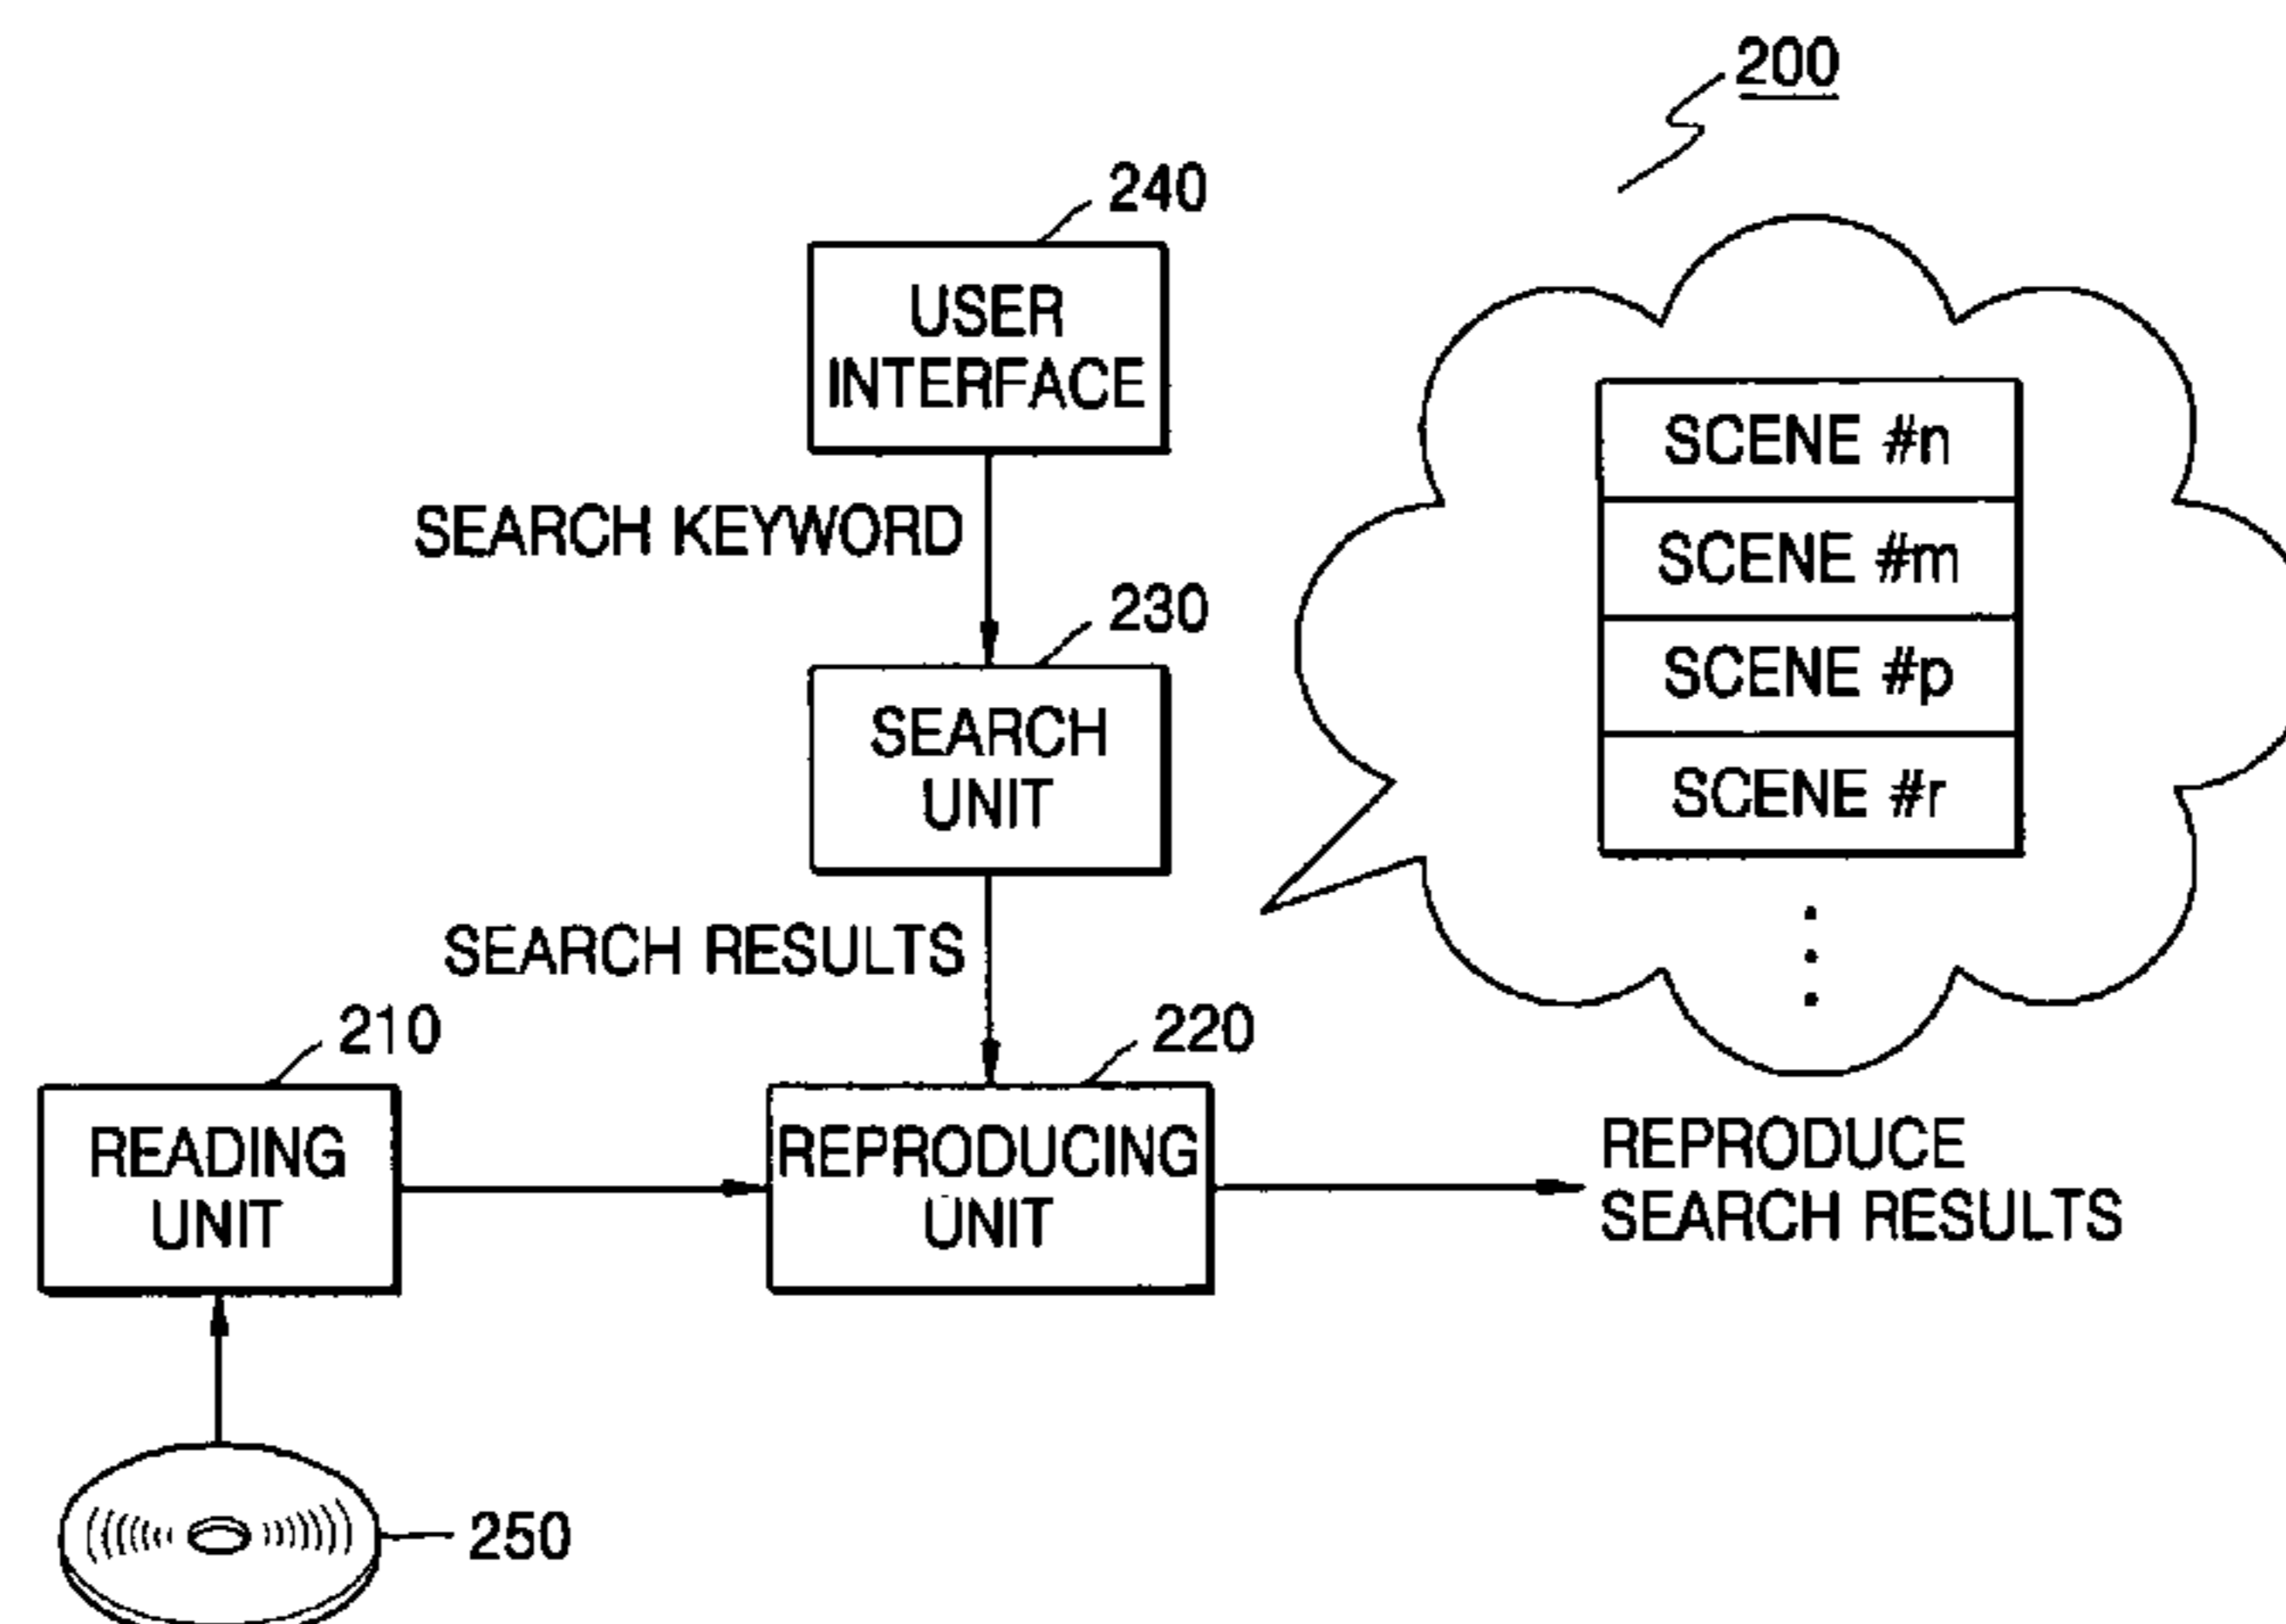 200
240
USER
INTERFACE
SEARCH KEYWORD
230
SEARCH
UNIT
SEARCH RESULTS
SCENE #n
SCENE #m
SCENE #p
SCENE #r
210
READING
UNIT
220
REPRODUCING
UNIT
REPRODUCE
SEARCH RESULTS
250